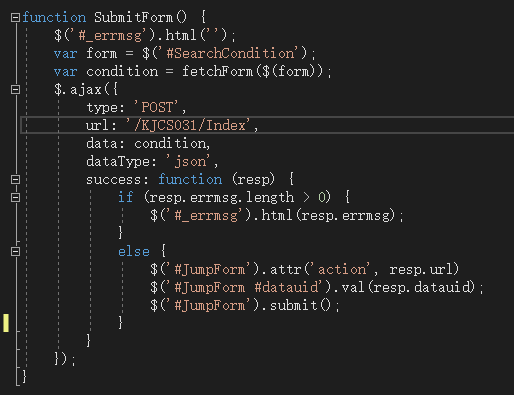 function SubmitForm() {
    $('#_errmsg').html('');
    var form = $('#SearchCondition');
    var condition = fetchForm($(form));
    $.ajax({
        type: 'POST',
        url: '/KJCS031/Index',
        data: condition,
        dataType: 'json',
        success: function (resp) {
            if (resp.errmsg.length > 0) {
                $('#_errmsg').html(resp.errmsg);
            }
            else {
                $('#JumpForm').attr('action', resp.url)
                $('#JumpForm #datauid').val(resp.datauid);
                $('#JumpForm').submit();
            }
        }
    });
}